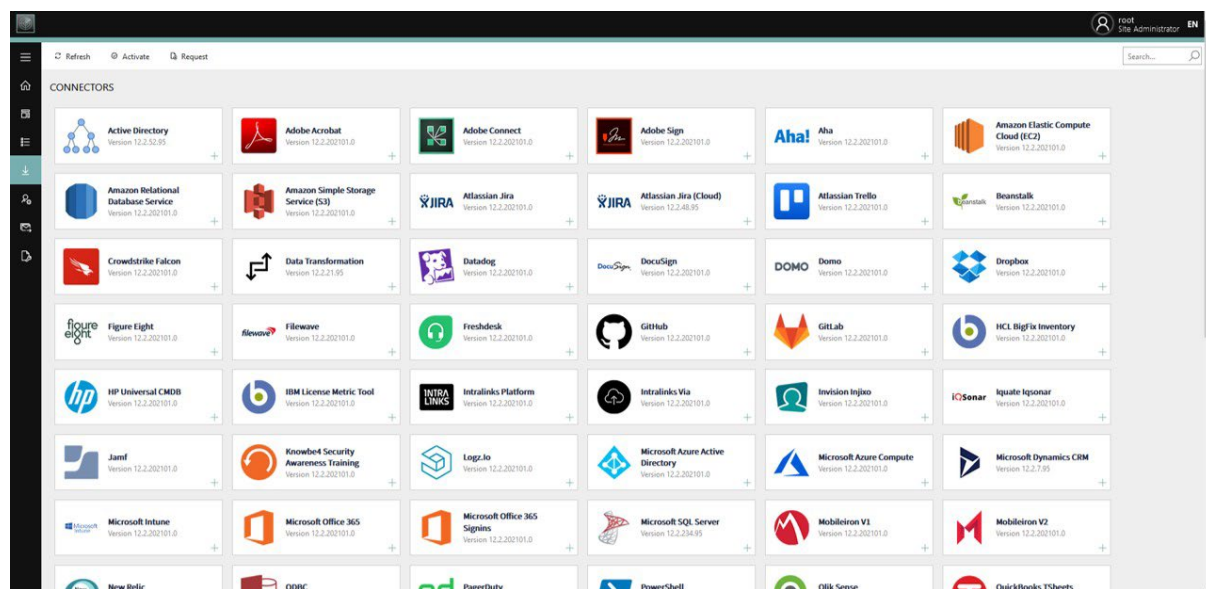 root
Site Administrator
EN
Refresh
Activate
Request
Search...
CONNECTORS
Active Directory
Version 12.2.52.95
Adobe Acrobat
Version 12.2.202101.0
Adobe Connect
Version 12.2.202101.0
Adobe Sign
Version 12.2.202101.0
Aha!
Aha
Version 12.2.202101.0
Amazon Elastic Compute
Cloud (EC2)
Version 12.2.202101.0
Amazon Relational
Database Service
Version 12.2.202101.0
Amazon Simple Storage
Service (S3)
Version 12.2.202101.0
JIRA
Atlassian Jira
Version 12.2.202101.0
JIRA
Atlassian Jira (Cloud)
Version 12.2.48.95
Atlassian Trello
Version 12.2.202101.0
Beanstalk
Beanstalk
Version 12.2.202101.0
Crowdstrike Falcon
Version 12.2.202101.0
Data Transformation
Version 12.2.21.95
Datadog
Version 12.2.202101.0
DocuSign
DocuSign
Version 12.2.202101.0
DOMO
Domo
Version 12.2.202101.0
Dropbox
Version 12.2.202101.0
figure
eight
Figure Eight
Version 12.2.202101.0
filewave
Filewave
Version 12.2.202101.0
Freshdesk
Version 12.2.202101.0
GitHub
Version 12.2.202101.0
GitLab
Version 12.2.202101.0
HCL BigFix Inventory
Version 12.2.202101.0
hp
HP Universal CMDB
Version 12.2.202101.0
IBM License Metric Tool
Version 12.2.202101.0
INTRA
LINKS
Intralinks Platform
Version 12.2.202101.0
Intralinks Via
Version 12.2.202101.0
Invision Injixo
Version 12.2.202101.0
iQSonar
Iquate Iqsonar
Version 12.2.202101.0
Jamf
Version 12.2.202101.0
Knowbe4 Security
Awareness Training
Version 12.2.202101.0
Logz.Io
Version 12.2.202101.0
Microsoft Azure Active
Directory
Version 12.2.202101.0
Microsoft Azure Compute
Version 12.2.202101.0
Microsoft Dynamics CRM
Version 12.2.7.95
Microsoft
Intune
Microsoft Intune
Version 12.2.202101.0
Microsoft Office 365
Version 12.2.202101.0
Microsoft Office 365
Signins
Version 12.2.202101.0
Microsoft SQL Server
Version 12.2.234.95
Mobileiron V1
Version 12.2.202101.0
Mobileiron V2
Version 12.2.202101.0
New Relic
ODBC
PagerDuty
PowerShell
Qlik Sense
QuickBooks TSheets